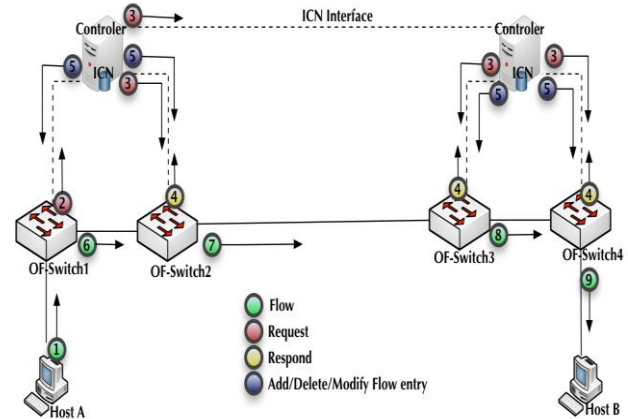 3 ICN Interface
Controler
Controler
5 ICN 5 3
3 ICN 3
5 5
2 4 4 4
6 7 8
OF-Switch1
OF-Switch2
OF-Switch3
OF-Switch4
9
1
Flow
Request
Respond
Add/Delete/Modify Flow entry
Host A
Host B